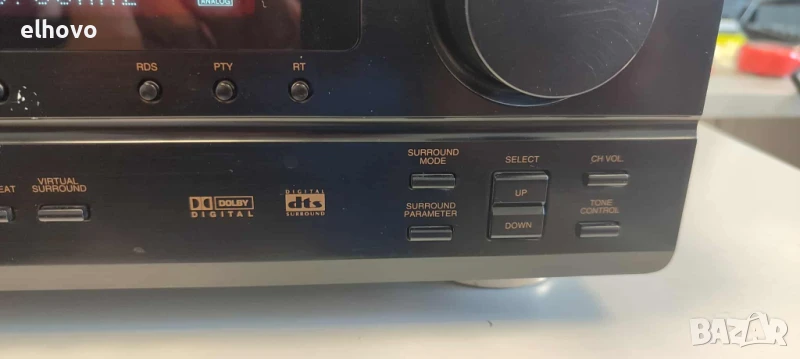 elhovo
ANALOG
RDS
PTY
RT
SURROUND
MODE
SELECT
CH VOL.
VIRTUAL
SURROUND
UP
DOLBY
DIGITAL
DIGITAL
dts
SURROUND
SURROUND
PARAMETER
DOWN
TONE
CONTROL
BAZAR